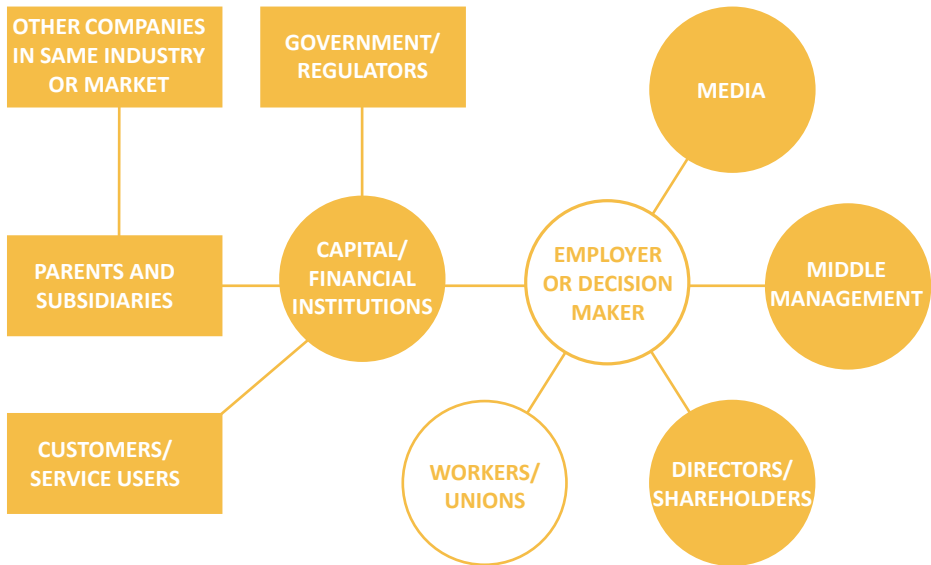 OTHER COMPANIES
IN SAME INDUSTRY
OR MARKET
GOVERNMENT/
REGULATORS
MEDIA
PARENTS AND
SUBSIDIARIES
CAPITAL/
FINANCIAL
INSTITUTIONS
EMPLOYER
OR DECISION
MAKER
MIDDLE
MANAGEMENT
CUSTOMERS/
SERVICE USERS
WORKERS/
UNIONS
DIRECTORS/
SHAREHOLDERS